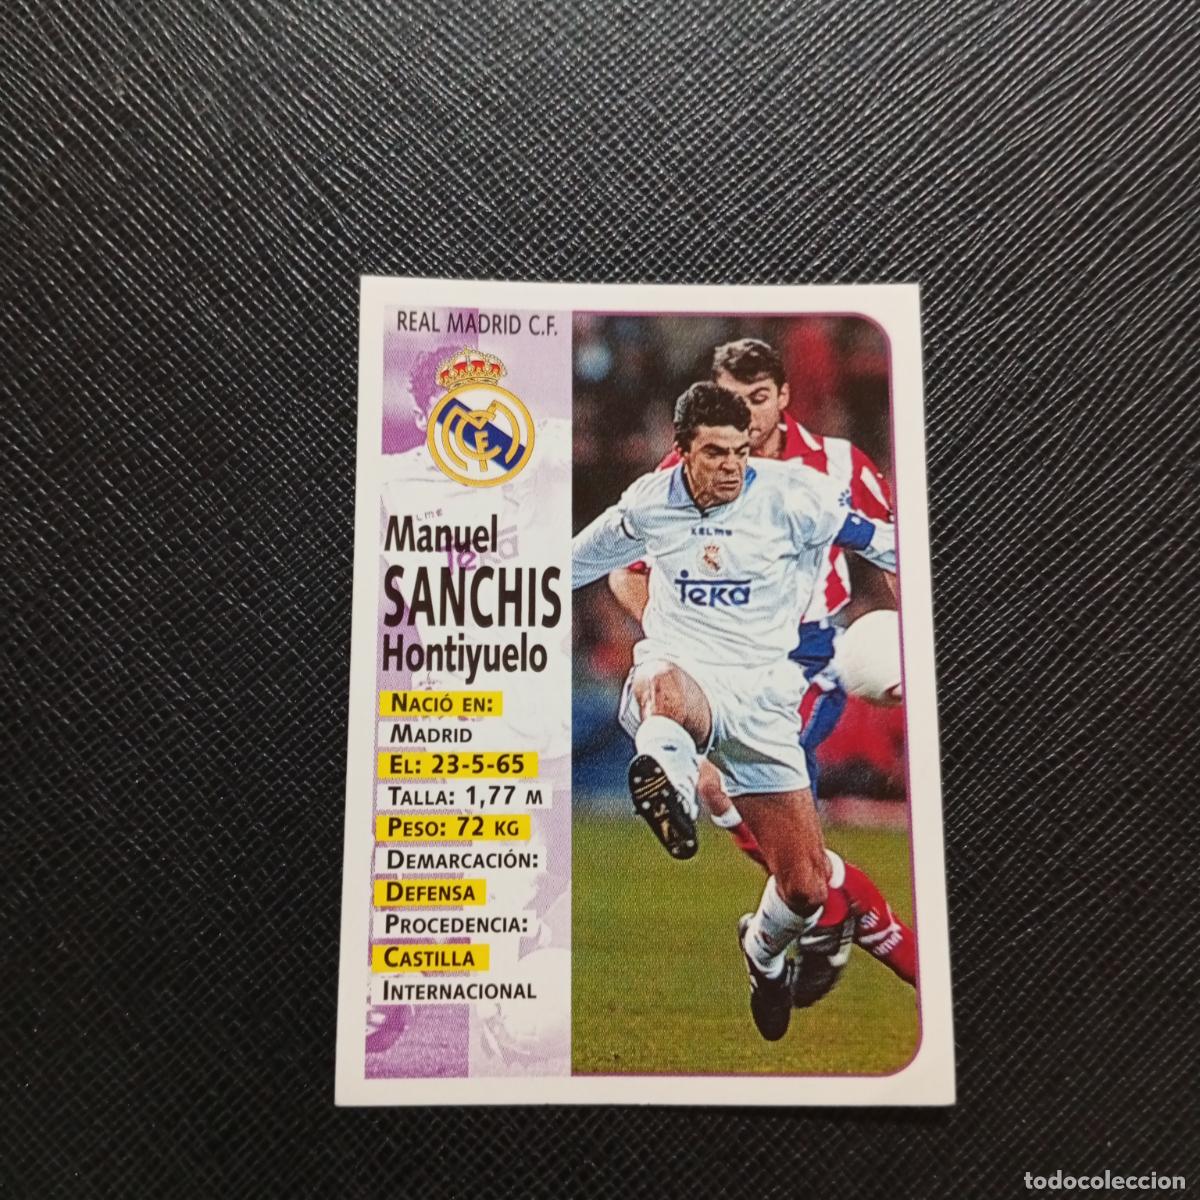 REAL MADRID C.F.
Manuel
SANCHIS
Hontiyuelo
NACIÓ EN:
MADRID
EL: 23-5-65
TALLA: 1,77 M
PESO: 72 KG
DEMARCACIÓN:
DEFENSA
PROCEDENCIA:
CASTILLA
INTERNACIONAL
KELME
Teka
todocoleccion